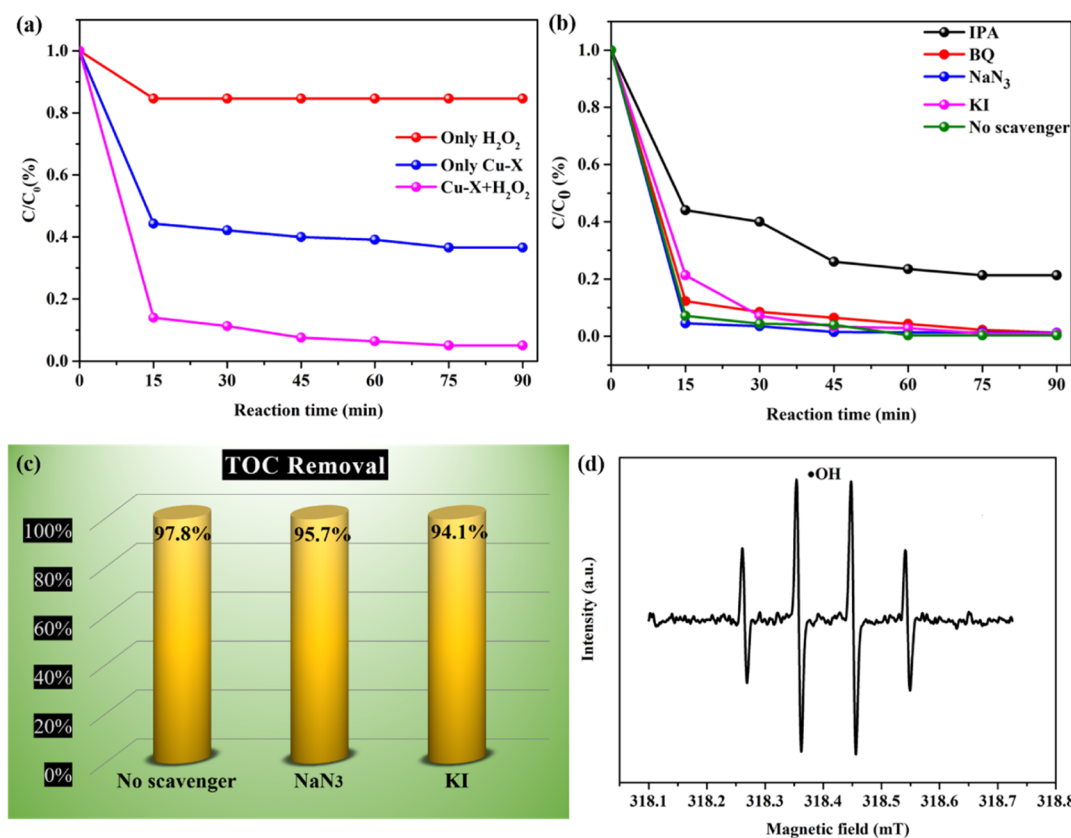 (a)
1.0
0.8
0.6
0.4
0.2
0.0
C/C₀(%)
Only H₂O₂
Only Cu-X
Cu-X+H₂O₂
0 15 30 45 60 75 90
Reaction time (min)
(b)
1.0
0.8
0.6
0.4
0.2
0.0
C/C₀ (%)
IPA
BQ
NaN₃
KI
No scavenger
0 15 30 45 60 75 90
Reaction time (min)
(c)
TOC Removal
100%
80%
60%
40%
20%
0%
97.8% 95.7% 94.1%
No scavenger NaN3 KI
(d)
•OH
Intensity (a.u.)
318.1 318.2 318.3 318.4 318.5 318.6 318.7 318.8
Magnetic field (mT)